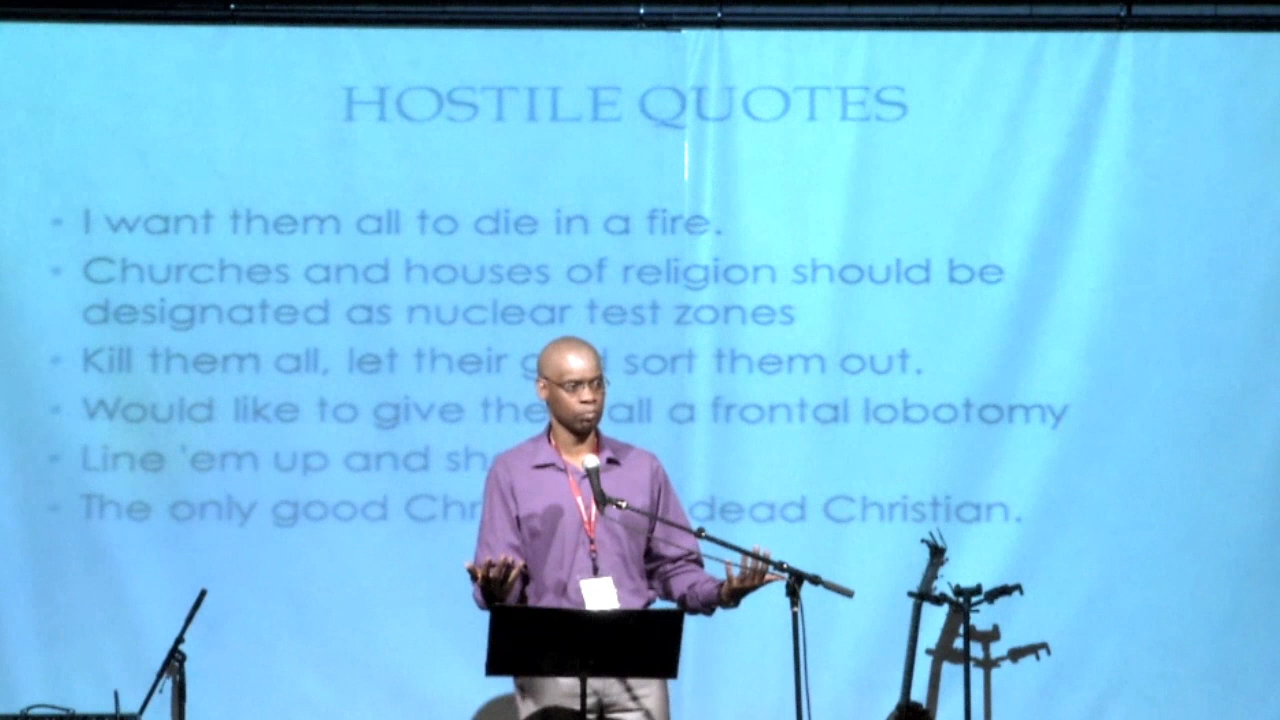 HOSTILE QUOTES
• I want them all to die in a fire.
• Churches and houses of religion should be
designated as nuclear test zones
• Kill them all, let their sort them out.
• Would like to give all a frontal lobotomy
• Line 'em up and
• The only good dead Christian.